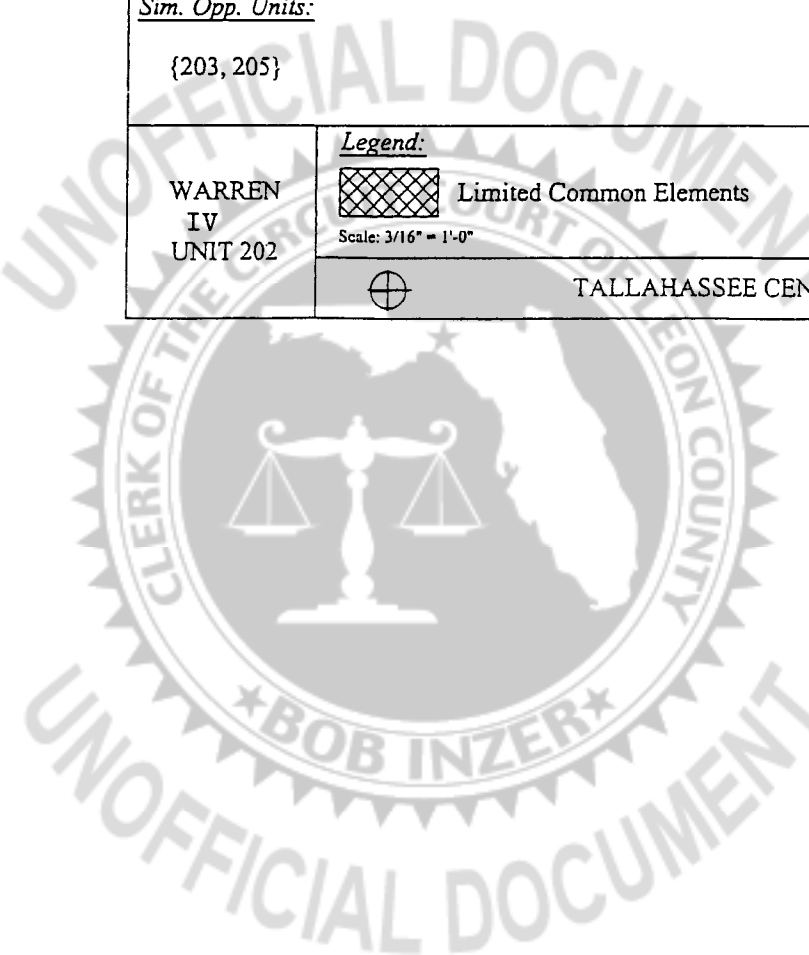 Sim. Opp. Units:
{203, 205}
WARREN
IV
UNIT 202
Legend:
Limited Common Elements
Scale: 3/16" = 1'-0"
TALLAHASSEE CEN
UNOFFICIAL DOCUMENT
CLERK OF THE CIRCUIT COURT OF LEON COUNTY
BOB INZER
UNOFFICIAL DOCUMENT